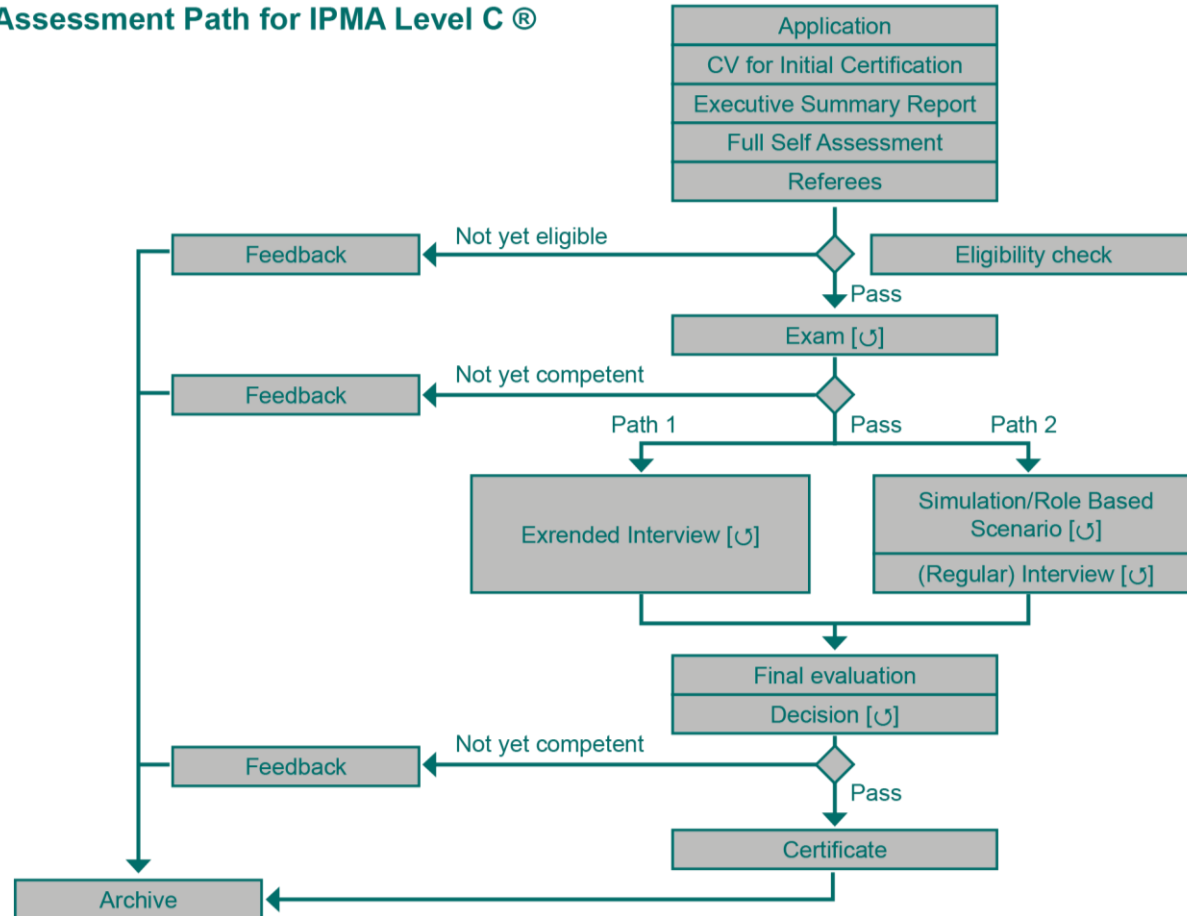 Assessment Path for IPMA Level C ®
Application
CV for Initial Certification
Executive Summary Report
Full Self Assessment
Referees
Feedback
Not yet eligible
Eligibility check
Pass
Exam [↺]
Feedback
Not yet competent
Path 1
Pass
Path 2
Exrended Interview [↺]
Simulation/Role Based
Scenario [↺]
(Regular) Interview [↺]
Final evaluation
Decision [↺]
Feedback
Not yet competent
Pass
Certificate
Archive